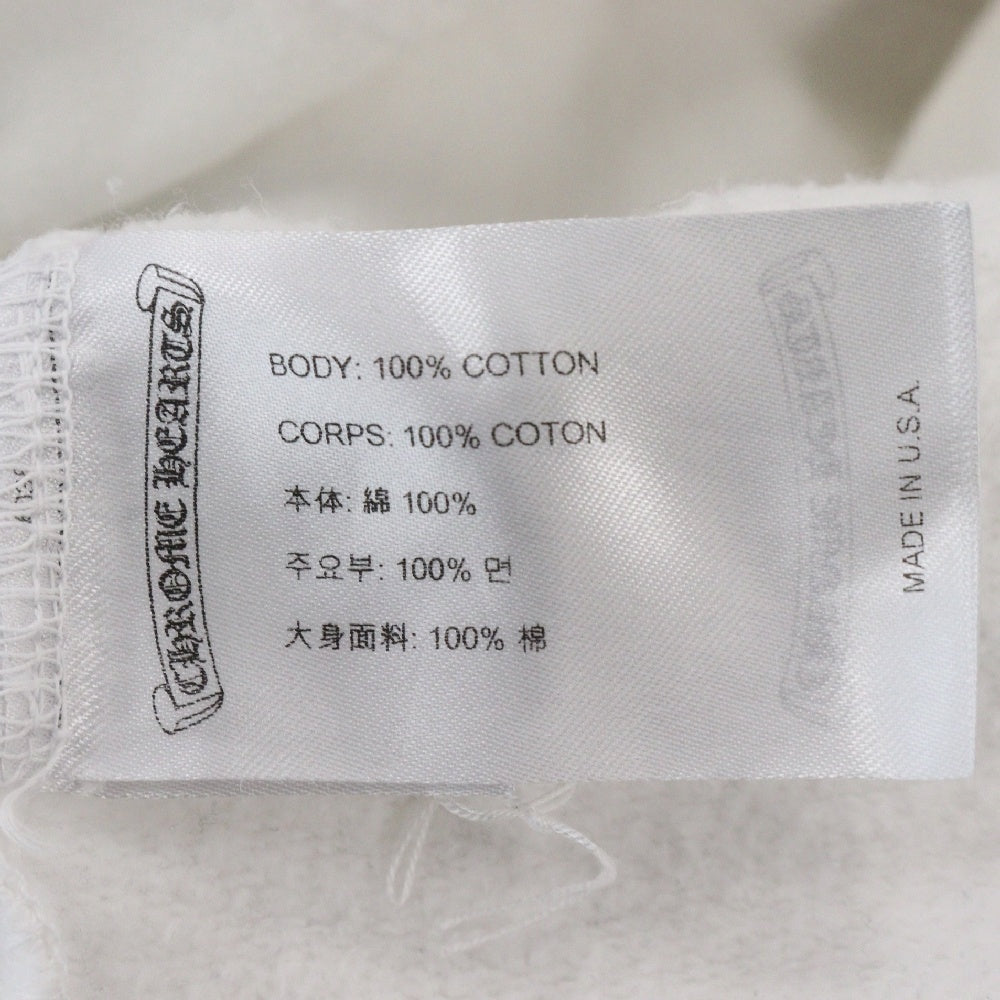 CHROME HEARTS
BODY: 100% COTTON
CORPS: 100% COTON
本体: 綿 100%
주요부: 100% 면
大身面料: 100% 棉
MADE IN U.S.A.